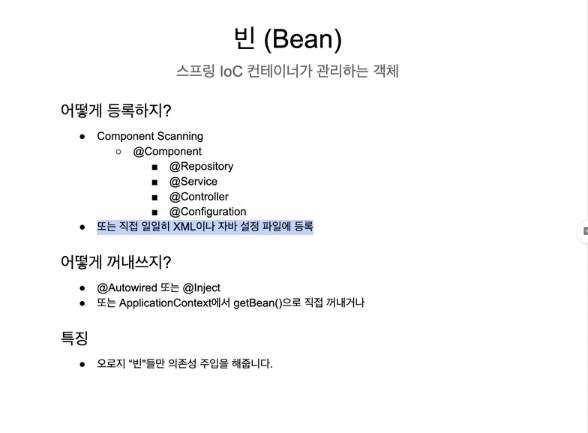 빈 (Bean)
스프링 IoC 컨테이너가 관리하는 객체
어떻게 등록하지?
● Component Scanning
○ @Component
■ @Repository
■ @Service
■ @Controller
■ @Configuration
● 또는 직접 일일히 XML이나 자바 설정 파일에 등록
어떻게 꺼내쓰지?
● @Autowired 또는 @Inject
● 또는 ApplicationContext에서 getBean()으로 직접 꺼내거나
특징
● 오로지 “빈”들만 의존성 주입을 해줍니다.